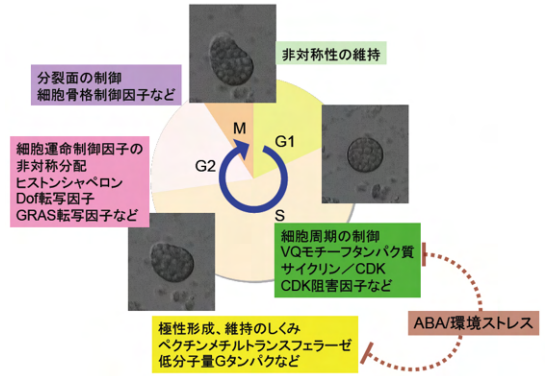 非対称性の維持
分裂面の制御
細胞骨格制御因子など
M
G1
G2
S
細胞運命制御因子の
非対称分配
ヒストンシャペロン
Dof転写因子
GRAS転写因子など
細胞周期の制御
VQモチーフタンパク質
サイクリン／CDK
CDK阻害因子など
ABA/環境ストレス
極性形成、維持のしくみ
ペクチンメチルトランスフェラーゼ
低分子量Gタンパクなど